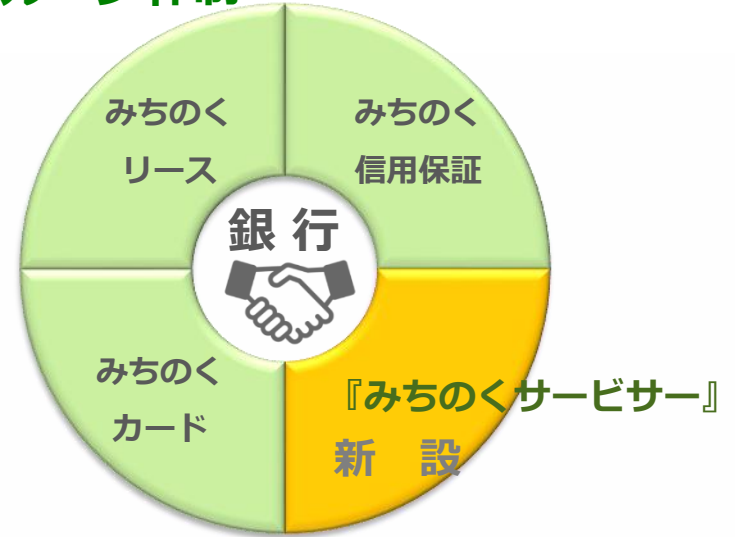 みちのく
リース
みちのく
信用保証
銀 行
みちのく
カード
『みちのくサービサー』
新 設